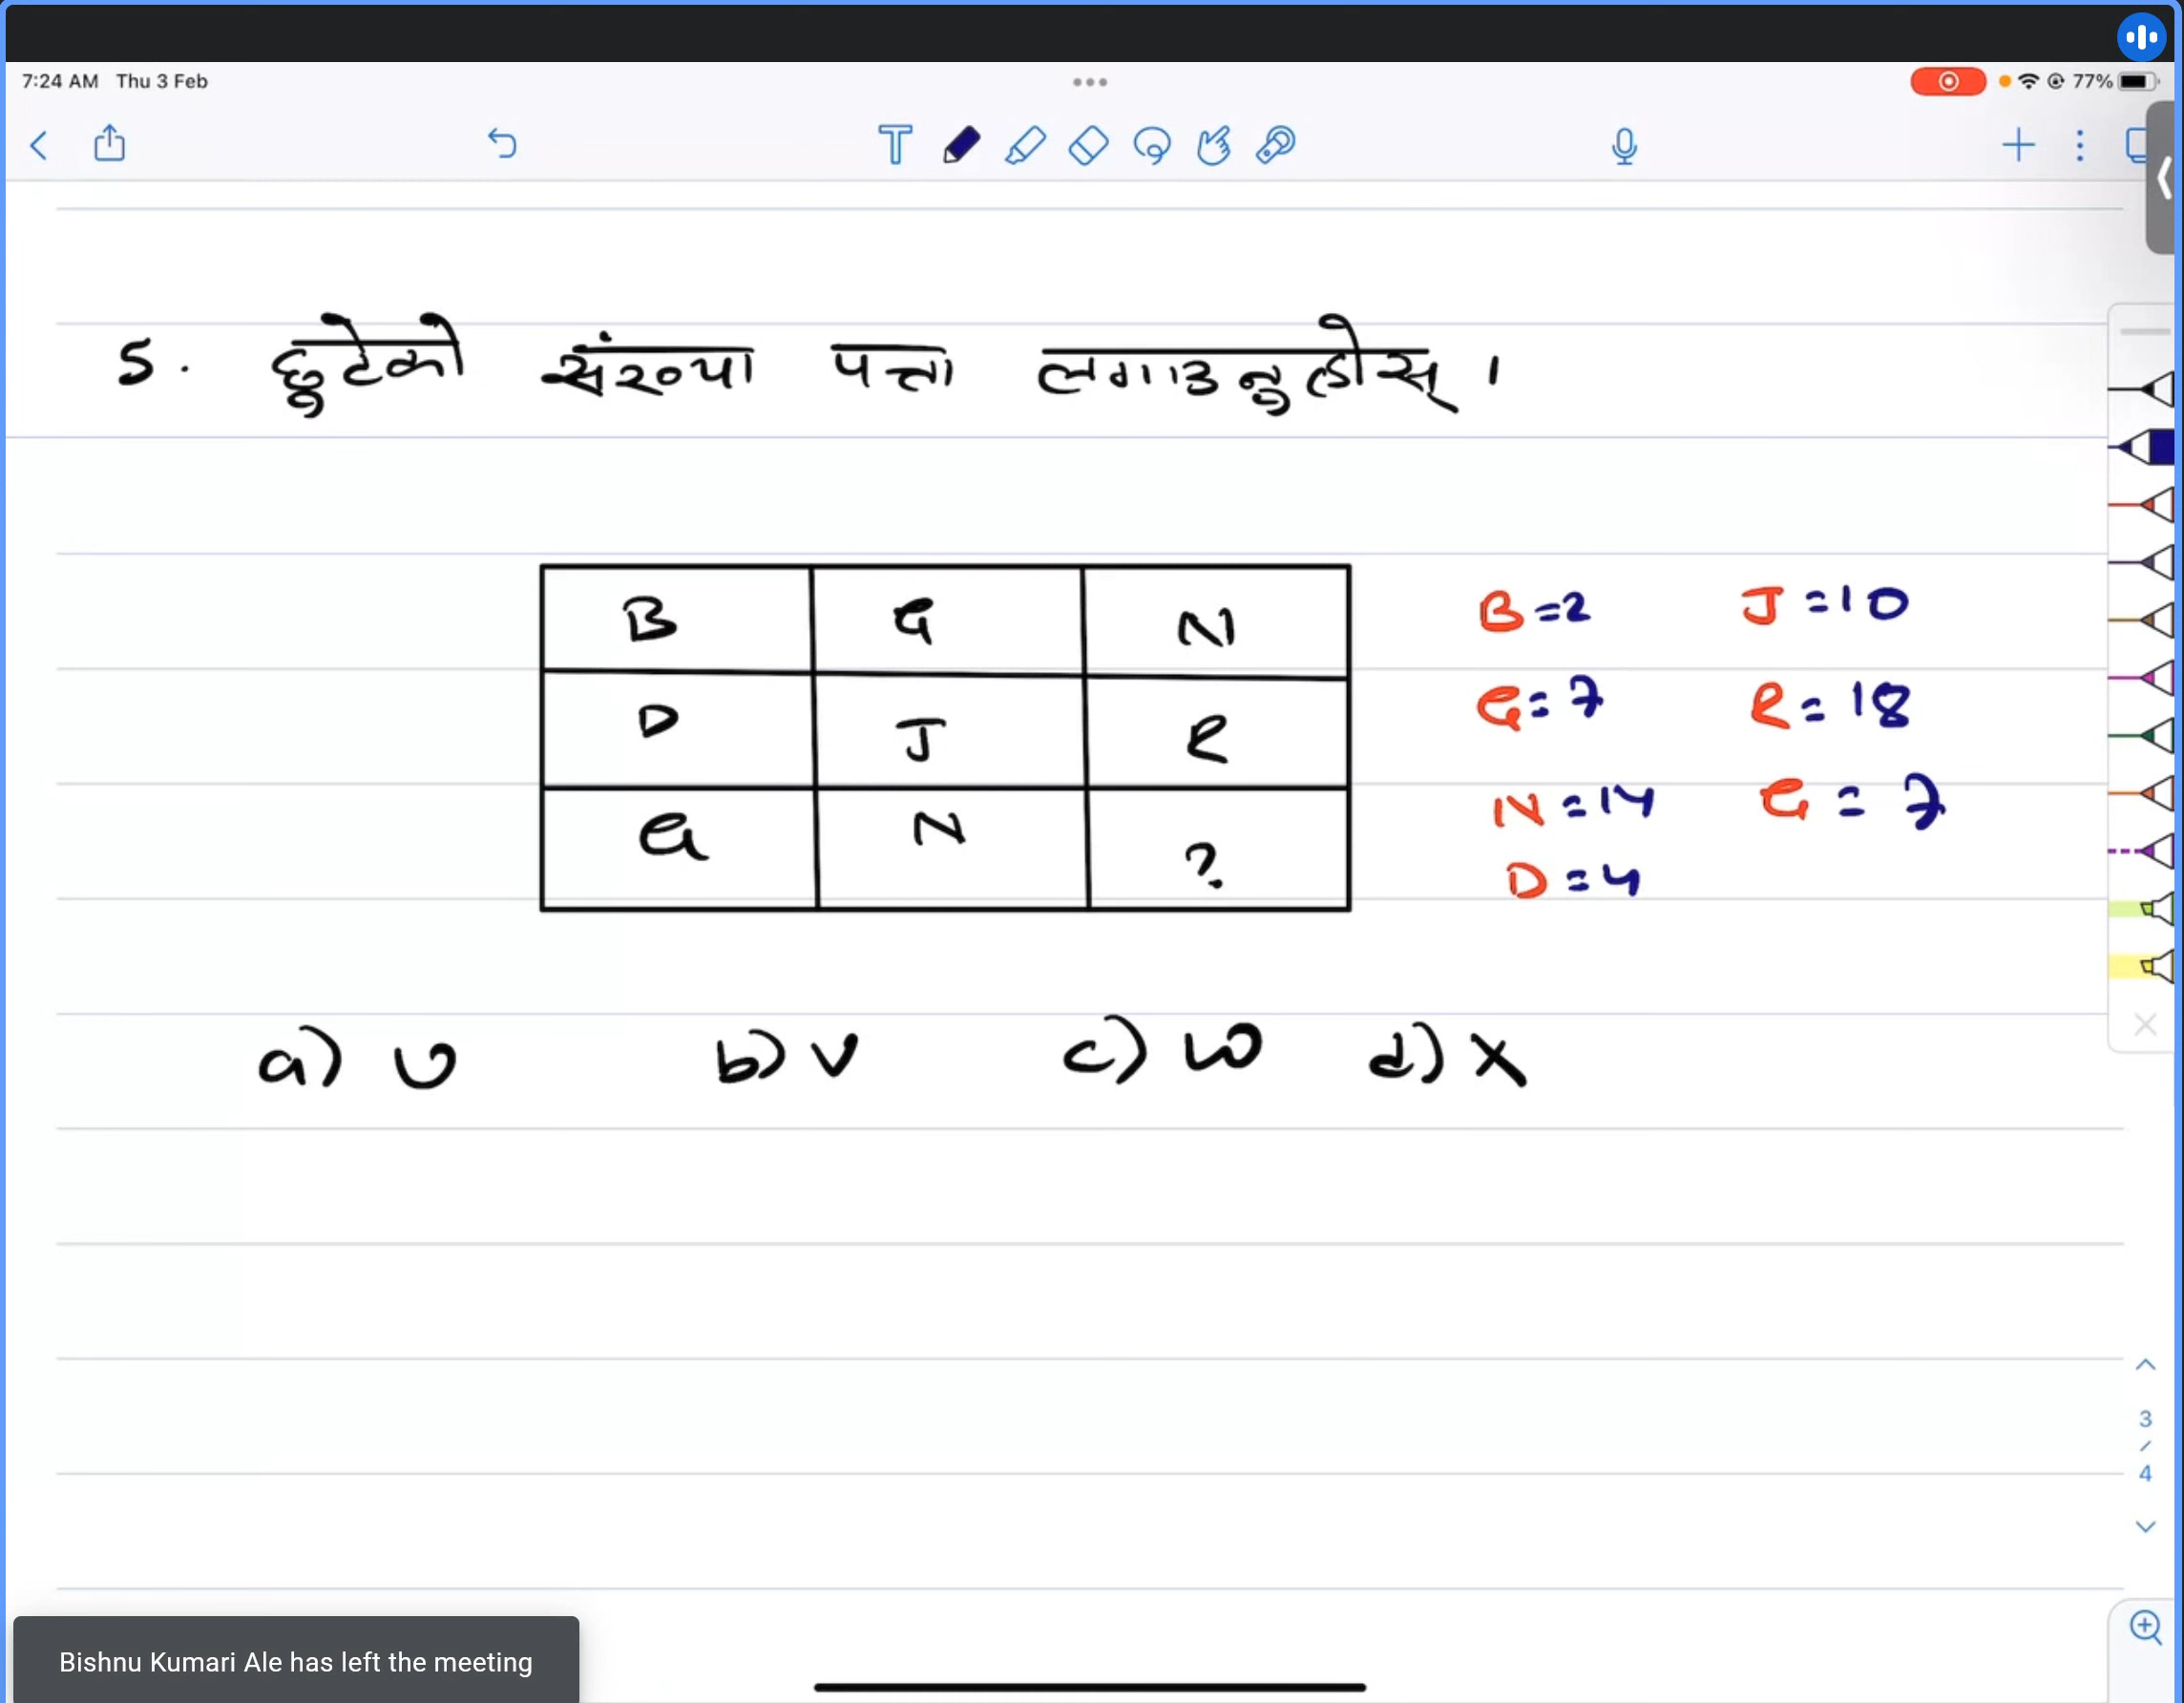 7:24 AM Thu 3 Feb
77%
5. छुटेको संख्या पत्ता लगाउनुहोस् ।
B G N
D J R
G N ?
B=2 J=10
G=7 R=18
N=14 G=7
D=4
a) U b) V c) W d) X
3
/
4
Bishnu Kumari Ale has left the meeting